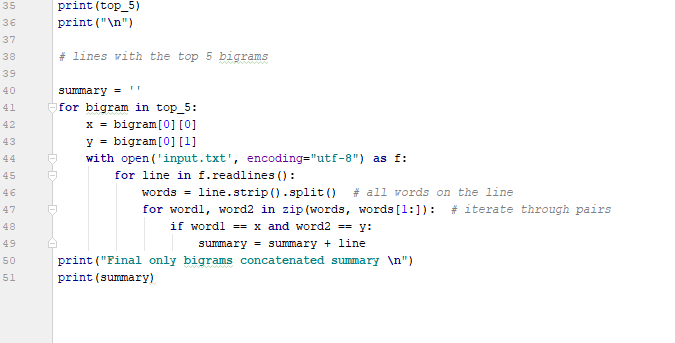 35 print(top_5)
36 print("\n")
37
38 # lines with the top 5 bigrams
39
40 summary = ''
41 for bigram in top_5:
42     x = bigram[0][0]
43     y = bigram[0][1]
44     with open('input.txt', encoding="utf-8") as f:
45         for line in f.readlines():
46             words = line.strip().split()  # all words on the line
47             for word1, word2 in zip(words, words[1:]):  # iterate through pairs
48                 if word1 == x and word2 == y:
49                     summary = summary + line
50 print("Final only bigrams concatenated summary \n")
51 print(summary)